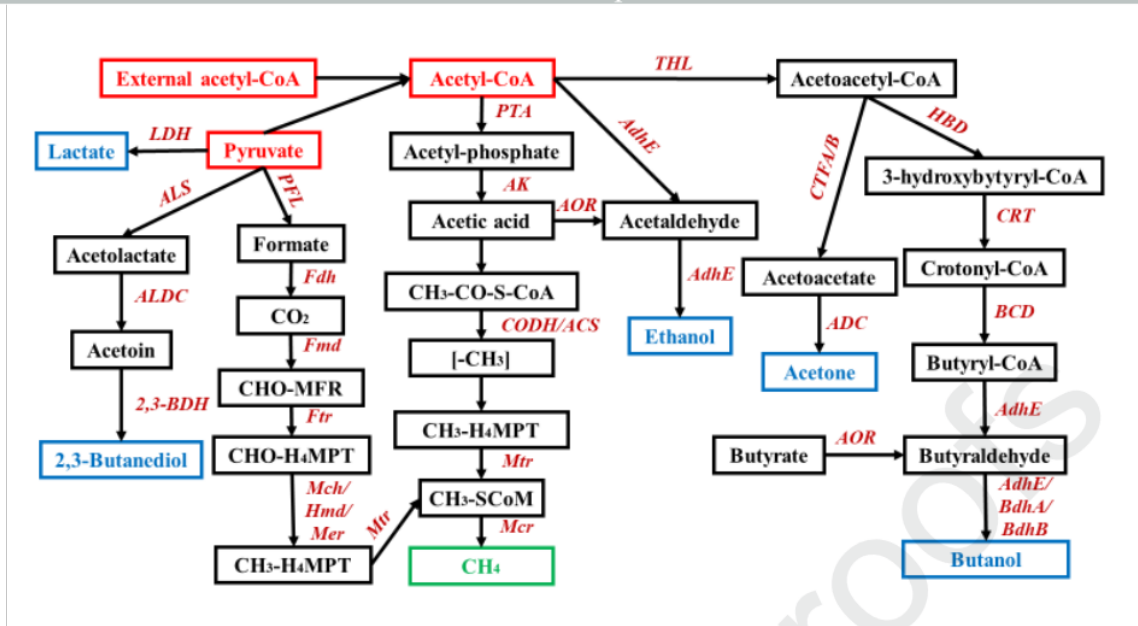 THL
External acetyl-CoA
Acetyl-CoA
Acetoacetyl-CoA
PTA
LDH
AdhE
HBD
Lactate
Pyruvate
Acetyl-phosphate
CTFA/B
3-hydroxybytyryl-CoA
ALS
PFL
AK
AOR
CRT
Acetic acid
Acetaldehyde
Acetolactate
Formate
Fdh
AdhE
Acetoacetate
Crotonyl-CoA
ALDC
CH₃-CO-S-CoA
CO₂
CODH/ACS
ADC
BCD
Acetoin
Fmd
[-CH₃]
Ethanol
Acetone
Butyryl-CoA
CHO-MFR
2,3-BDH
Ftr
AdhE
CH₃-H₄MPT
AOR
2,3-Butanediol
CHO-H₄MPT
Mtr
Butyrate
Butyraldehyde
Mch/
Hmd/
Mer
Mtr
CH₃-SCoM
Mcr
AdhE/
BdhA/
BdhB
CH₃-H₄MPT
CH₄
Butanol
roofs